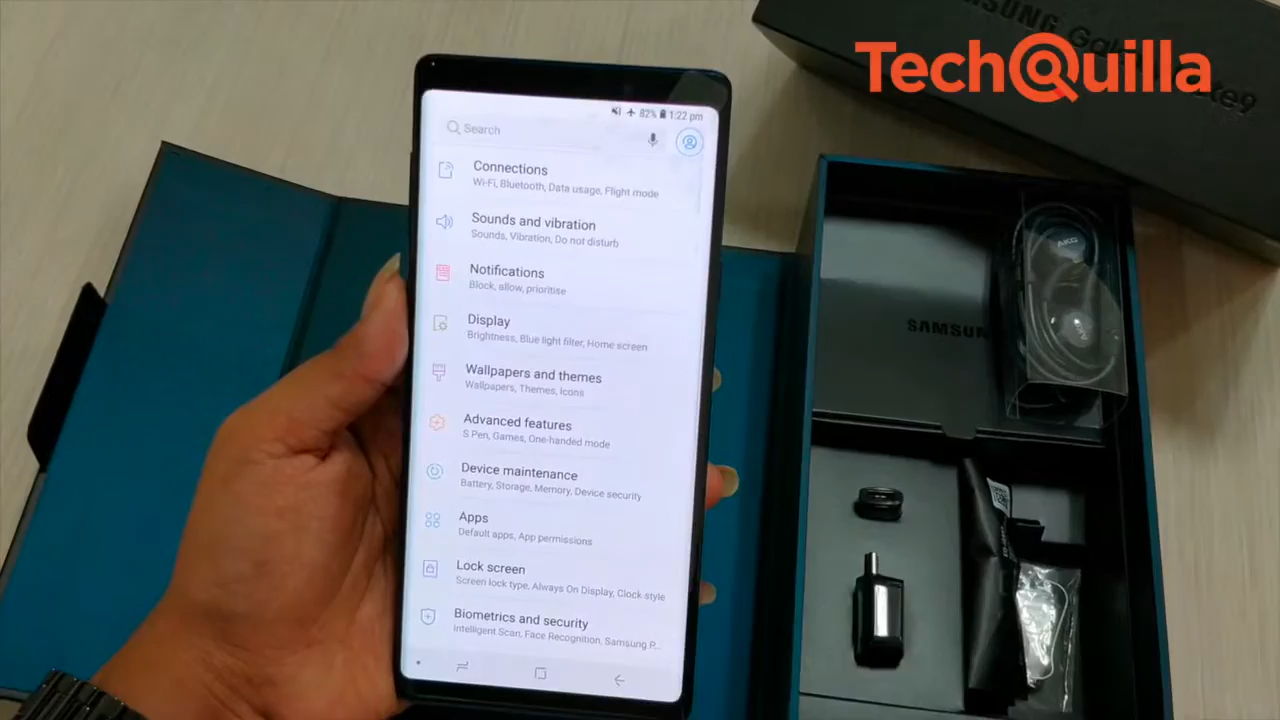 SAMSUNG Galaxy Note9
TechQuilla
82% 1:22 pm
Search
Connections
Wi-Fi, Bluetooth, Data usage, Flight mode
Sounds and vibration
Sounds, Vibration, Do not disturb
Notifications
Block, allow, prioritise
Display
Brightness, Blue light filter, Home screen
Wallpapers and themes
Wallpapers, Themes, Icons
Advanced features
S Pen, Games, One-handed mode
Device maintenance
Battery, Storage, Memory, Device security
Apps
Default apps, App permissions
Lock screen
Screen lock type, Always On Display, Clock style
Biometrics and security
Intelligent Scan, Face Recognition, Samsung P...
AKG
SAMSUN
AKG